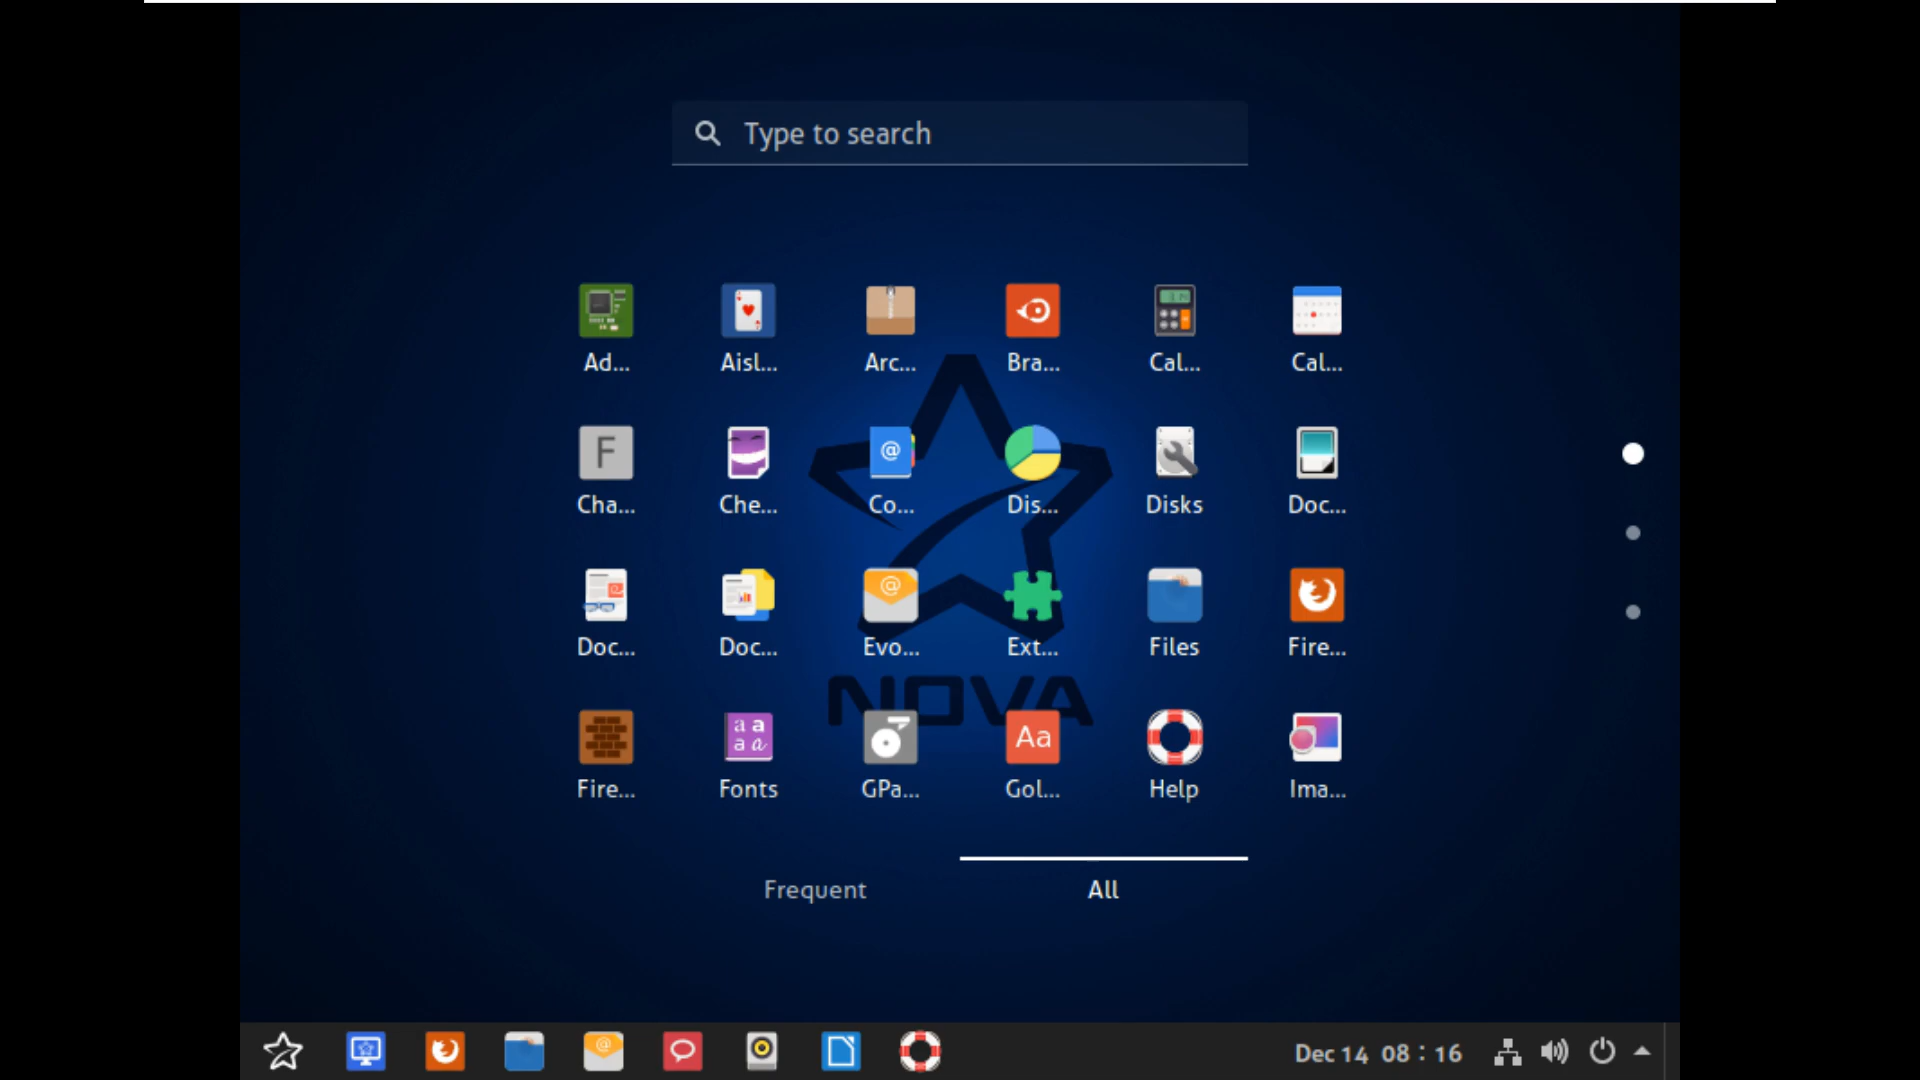 Type to search
Ad... Aisl... Arc... Bra... Cal... Cal...
Cha... Che... Co... Dis... Disks Doc...
Doc... Doc... Evo... Ext... Files Fire...
NOVA
Fire... Fonts GPa... Gol... Help Ima...
Frequent All
Dec 14 08 : 16